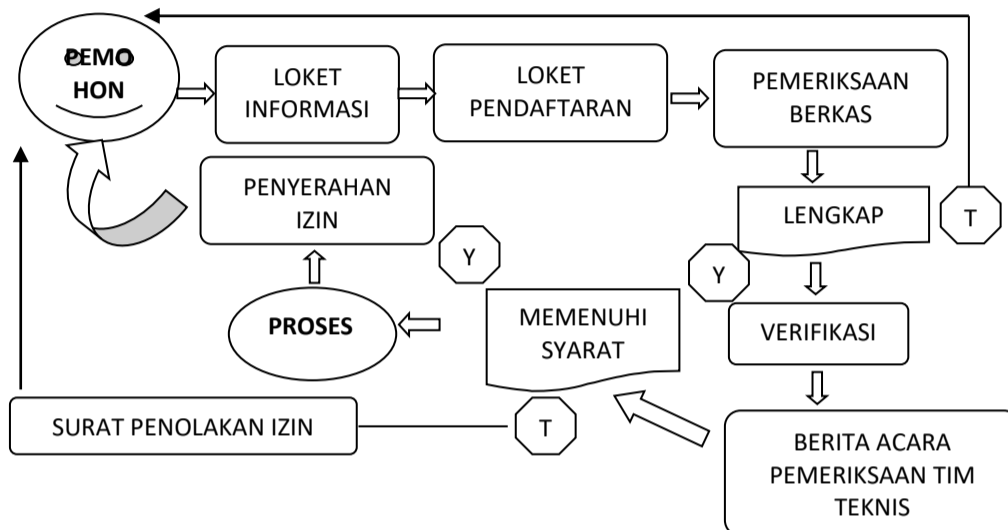 PEMO
HON
LOKET
INFORMASI
LOKET
PENDAFTARAN
PEMERIKSAAN
BERKAS
LENGKAP
T
Y
VERIFIKASI
BERITA ACARA
PEMERIKSAAN TIM
TEKNIS
MEMENUHI
SYARAT
Y
PROSES
PENYERAHAN
IZIN
T
SURAT PENOLAKAN IZIN